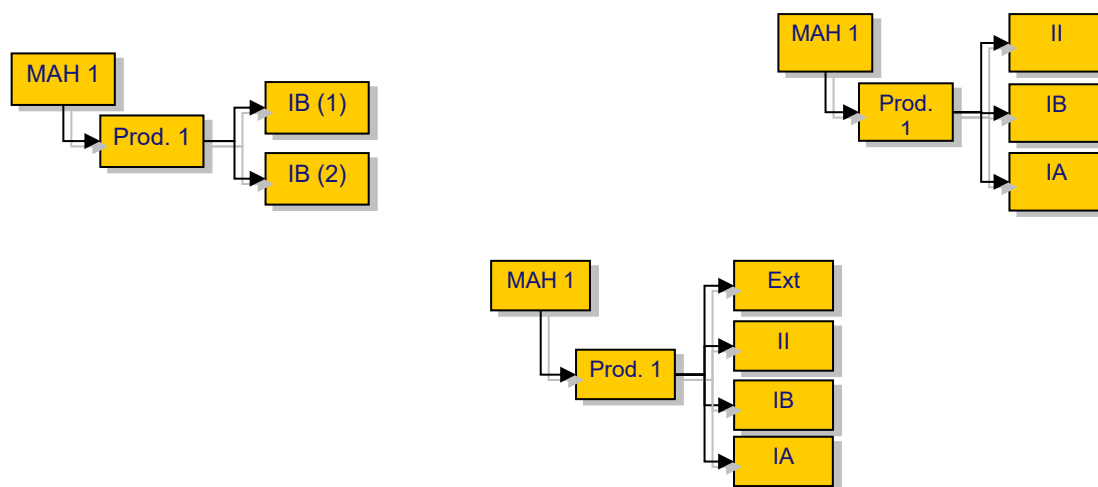 MAH 1
Prod. 1
IB (1)
IB (2)
MAH 1
Prod.
1
II
IB
IA
MAH 1
Prod. 1
Ext
II
IB
IA